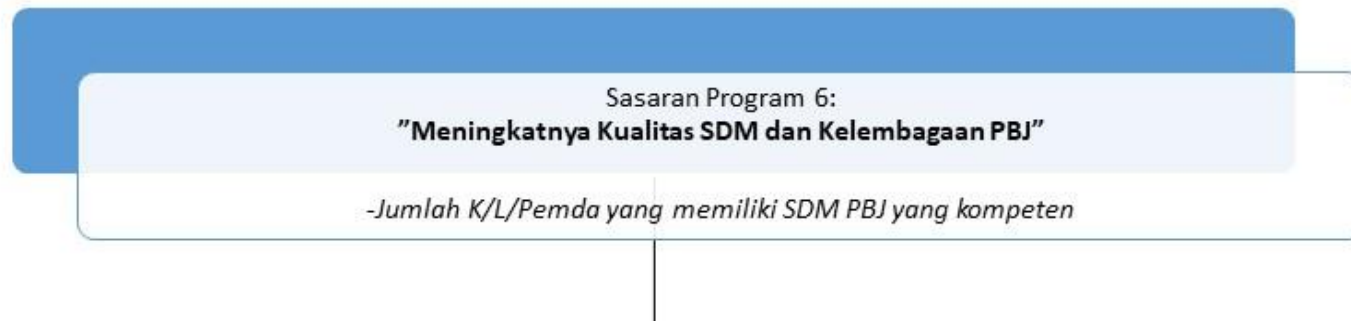 Sasaran Program 6:
”Meningkatnya Kualitas SDM dan Kelembagaan PBJ”
-Jumlah K/L/Pemda yang memiliki SDM PBJ yang kompeten